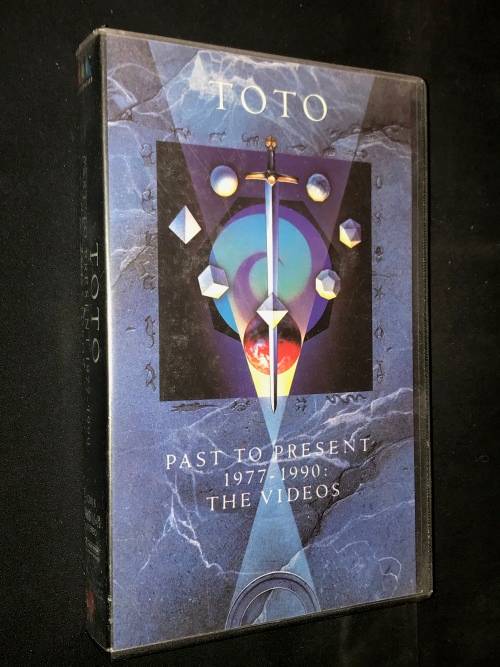 TOTO
PAST TO PRESENT
1977-1990:
THE VIDEOS
TOTO